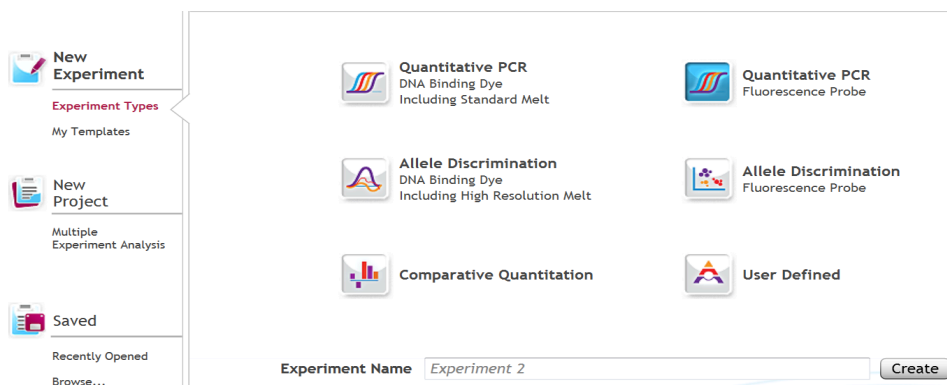 New
Experiment
Experiment Types
My Templates
New
Project
Multiple
Experiment Analysis
Saved
Recently Opened
Browse...
Quantitative PCR
DNA Binding Dye
Including Standard Melt
Quantitative PCR
Fluorescence Probe
Allele Discrimination
DNA Binding Dye
Including High Resolution Melt
Allele Discrimination
Fluorescence Probe
Comparative Quantitation
User Defined
Experiment Name Experiment 2 Create